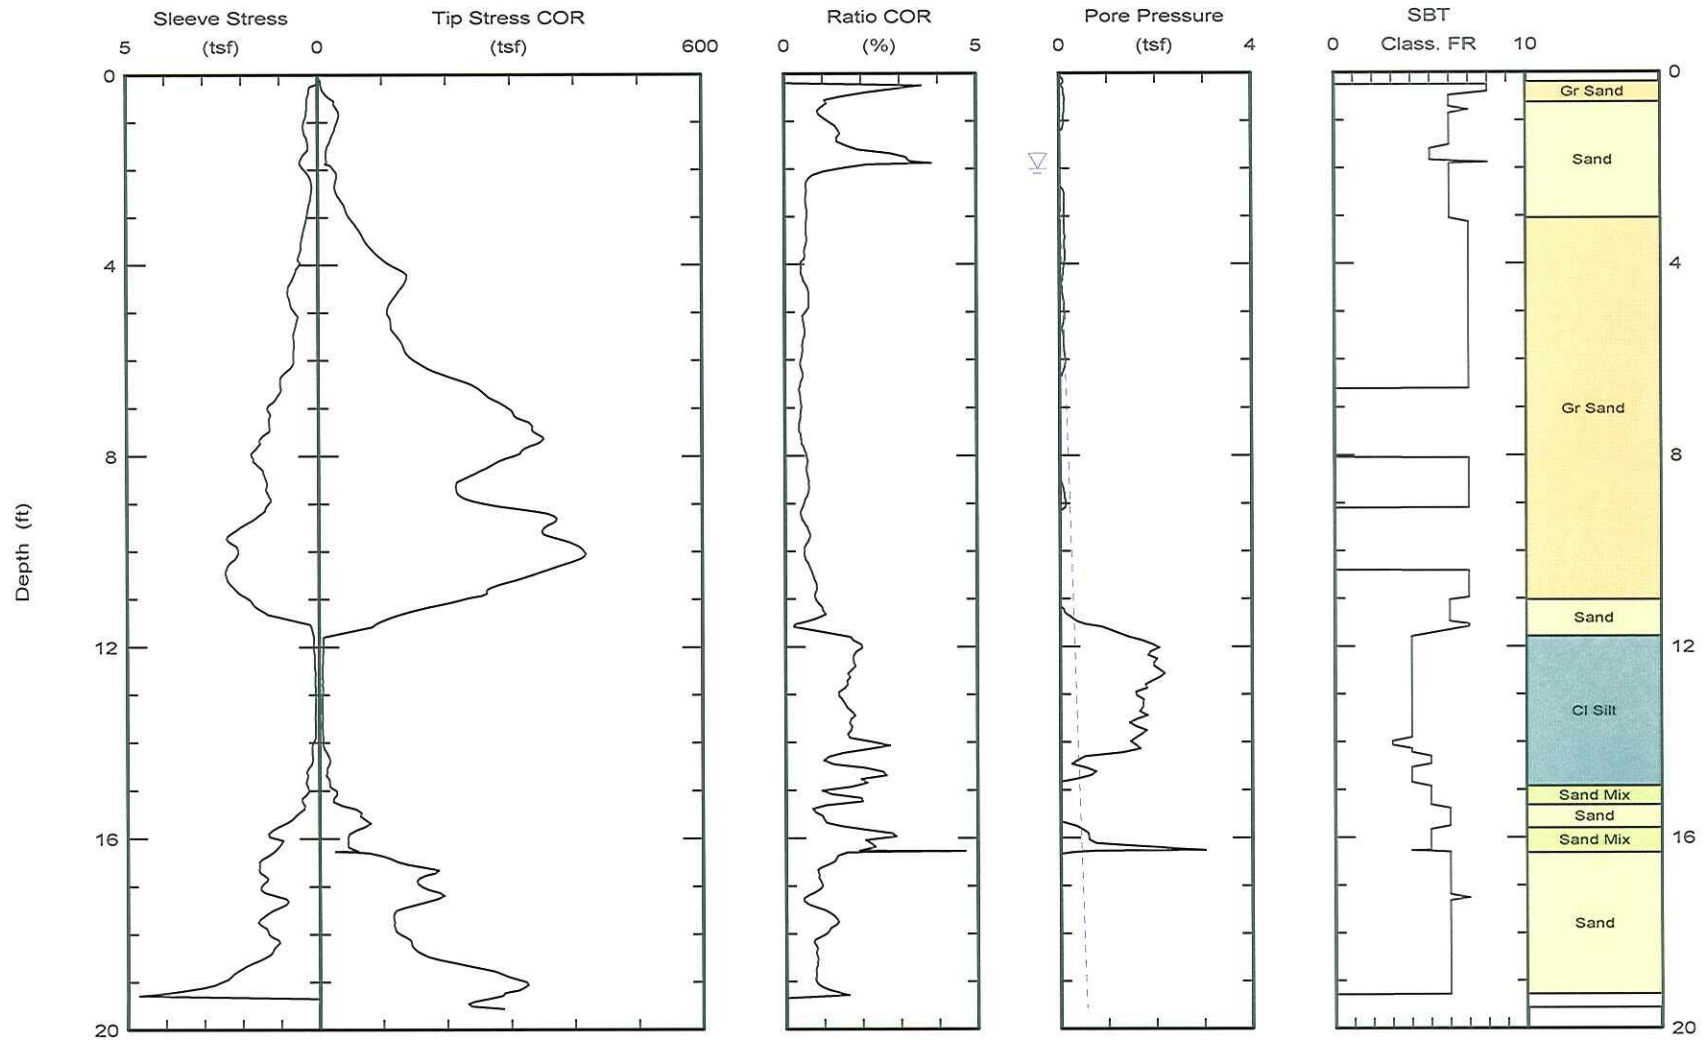 Sleeve Stress Tip Stress COR Ratio COR Pore Pressure SBT
(tsf) (tsf) (%) (tsf) Class. FR
5 0 600 0 5 0 4 0 10
0 0
Gr Sand
Sand
4 4
Gr Sand
8 8
Depth (ft)
Sand
12 12
Cl Silt
Sand Mix
Sand
16 Sand Mix 16
Sand
20 20